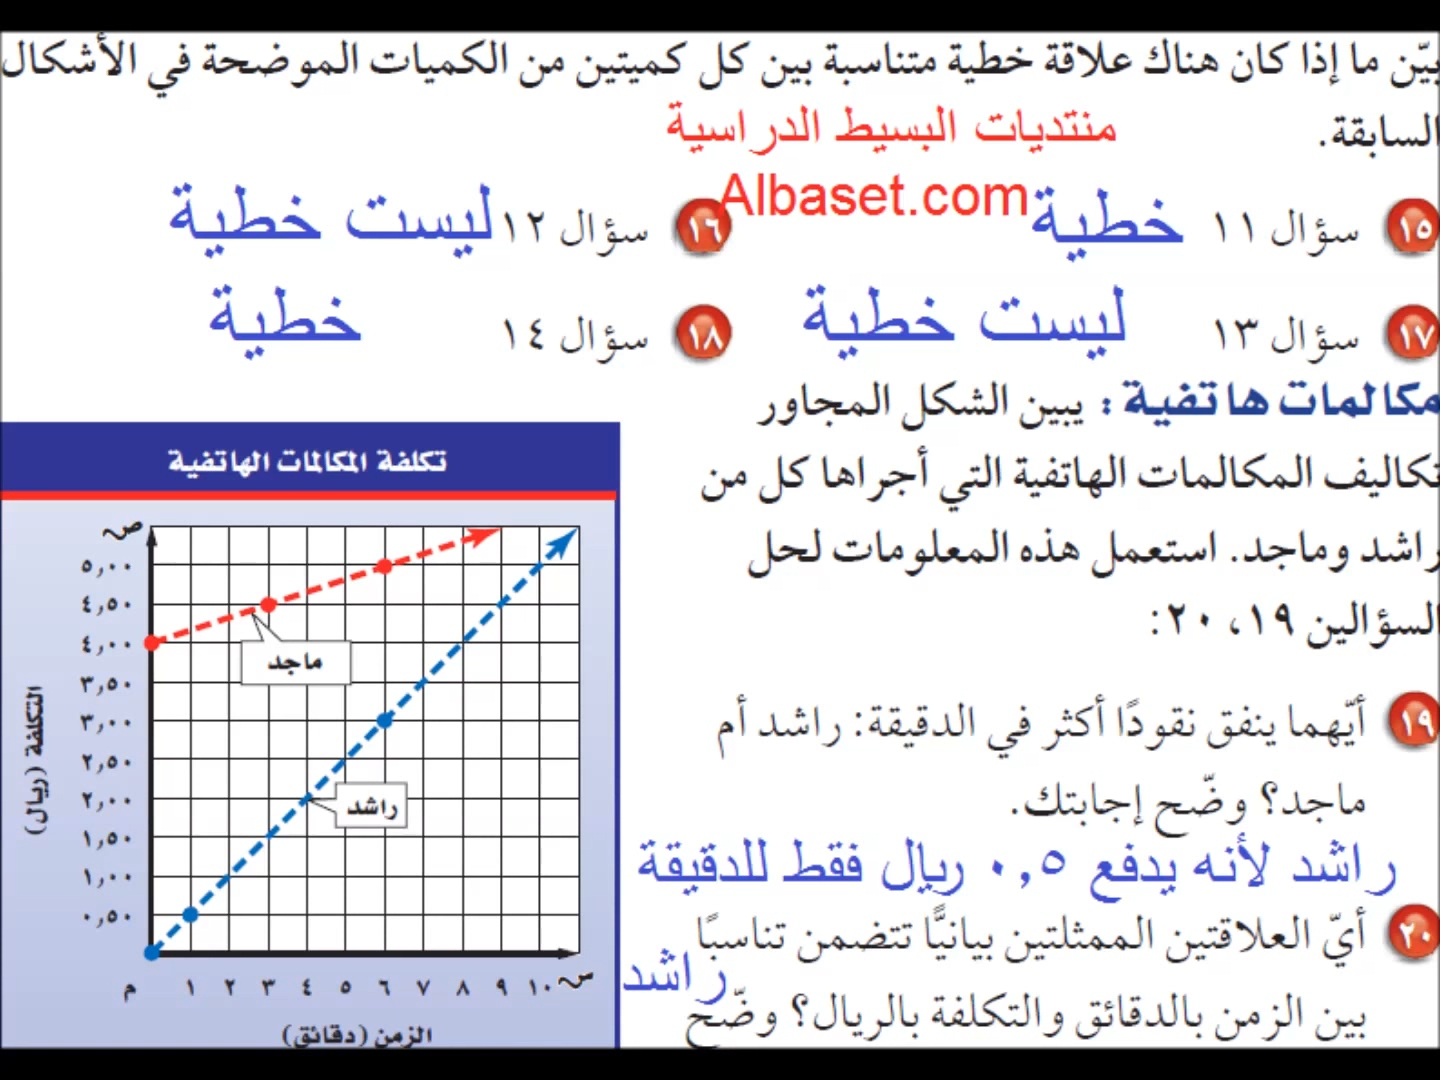 بيّن ما إذا كان هناك علاقة خطية متناسبة بين كل كميتين من الكميات الموضحة في الأشكال
السابقة.
منتديات البسيط الدراسية
Albaset.com
١٥ سؤال ١١ خطية
١٦ سؤال ١٢ ليست خطية
١٧ سؤال ١٣ ليست خطية
١٨ سؤال ١٤ خطية
مكالمات هاتفية: يبين الشكل المجاور
تكاليف المكالمات الهاتفية التي أجراها كل من
راشد وماجد. استعمل هذه المعلومات لحل
السؤالين ١٩، ٢٠:
١٩ أيّهما ينفق نقودًا أكثر في الدقيقة: راشد أم
ماجد؟ وضّح إجابتك.
راشد لأنه يدفع ٠,٥ ريال فقط للدقيقة
٢٠ أيّ العلاقتين الممثلتين بيانيًّا تتضمن تناسبًا
راشد
بين الزمن بالدقائق والتكلفة بالريال؟ وضّح
تكلفة المكالمات الهاتفية
ص
٥,٠٠
٤,٥٠
٤,٠٠
٣,٥٠
٣,٠٠
٢,٥٠
٢,٠٠
١,٥٠
١,٠٠
٠,٥٠
التكلفة (ريال)
ماجد
راشد
م ١ ٢ ٣ ٤ ٥ ٦ ٧ ٨ ٩ ١٠ س
الزمن (دقائق)